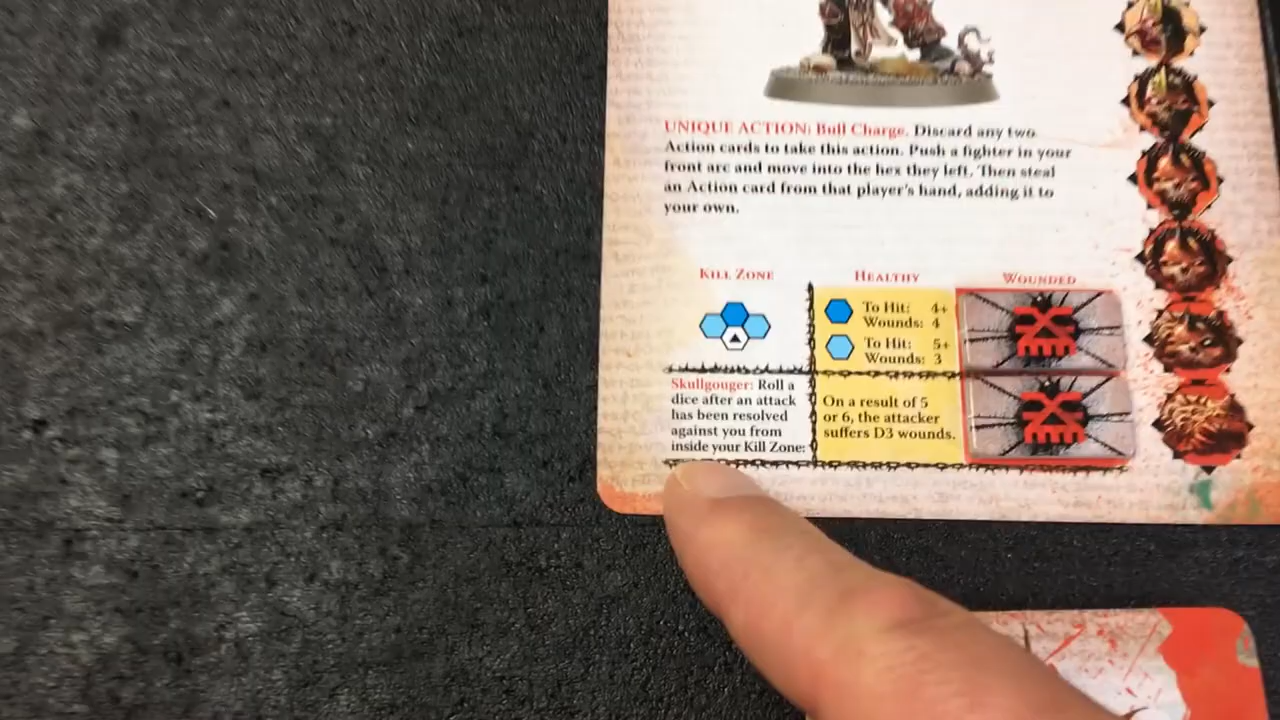 UNIQUE ACTION: Bull Charge. Discard any two
Action cards to take this action. Push a fighter in your
front arc and move into the hex they left. Then steal
an Action card from that player's hand, adding it to
your own.
KILL ZONE
HEALTHY
WOUNDED
To Hit: 4+
Wounds: 4
To Hit: 5+
Wounds: 3
Skullgouger: Roll a
dice after an attack
has been resolved
against you from
inside your Kill Zone:
On a result of 5
or 6, the attacker
suffers D3 wounds.